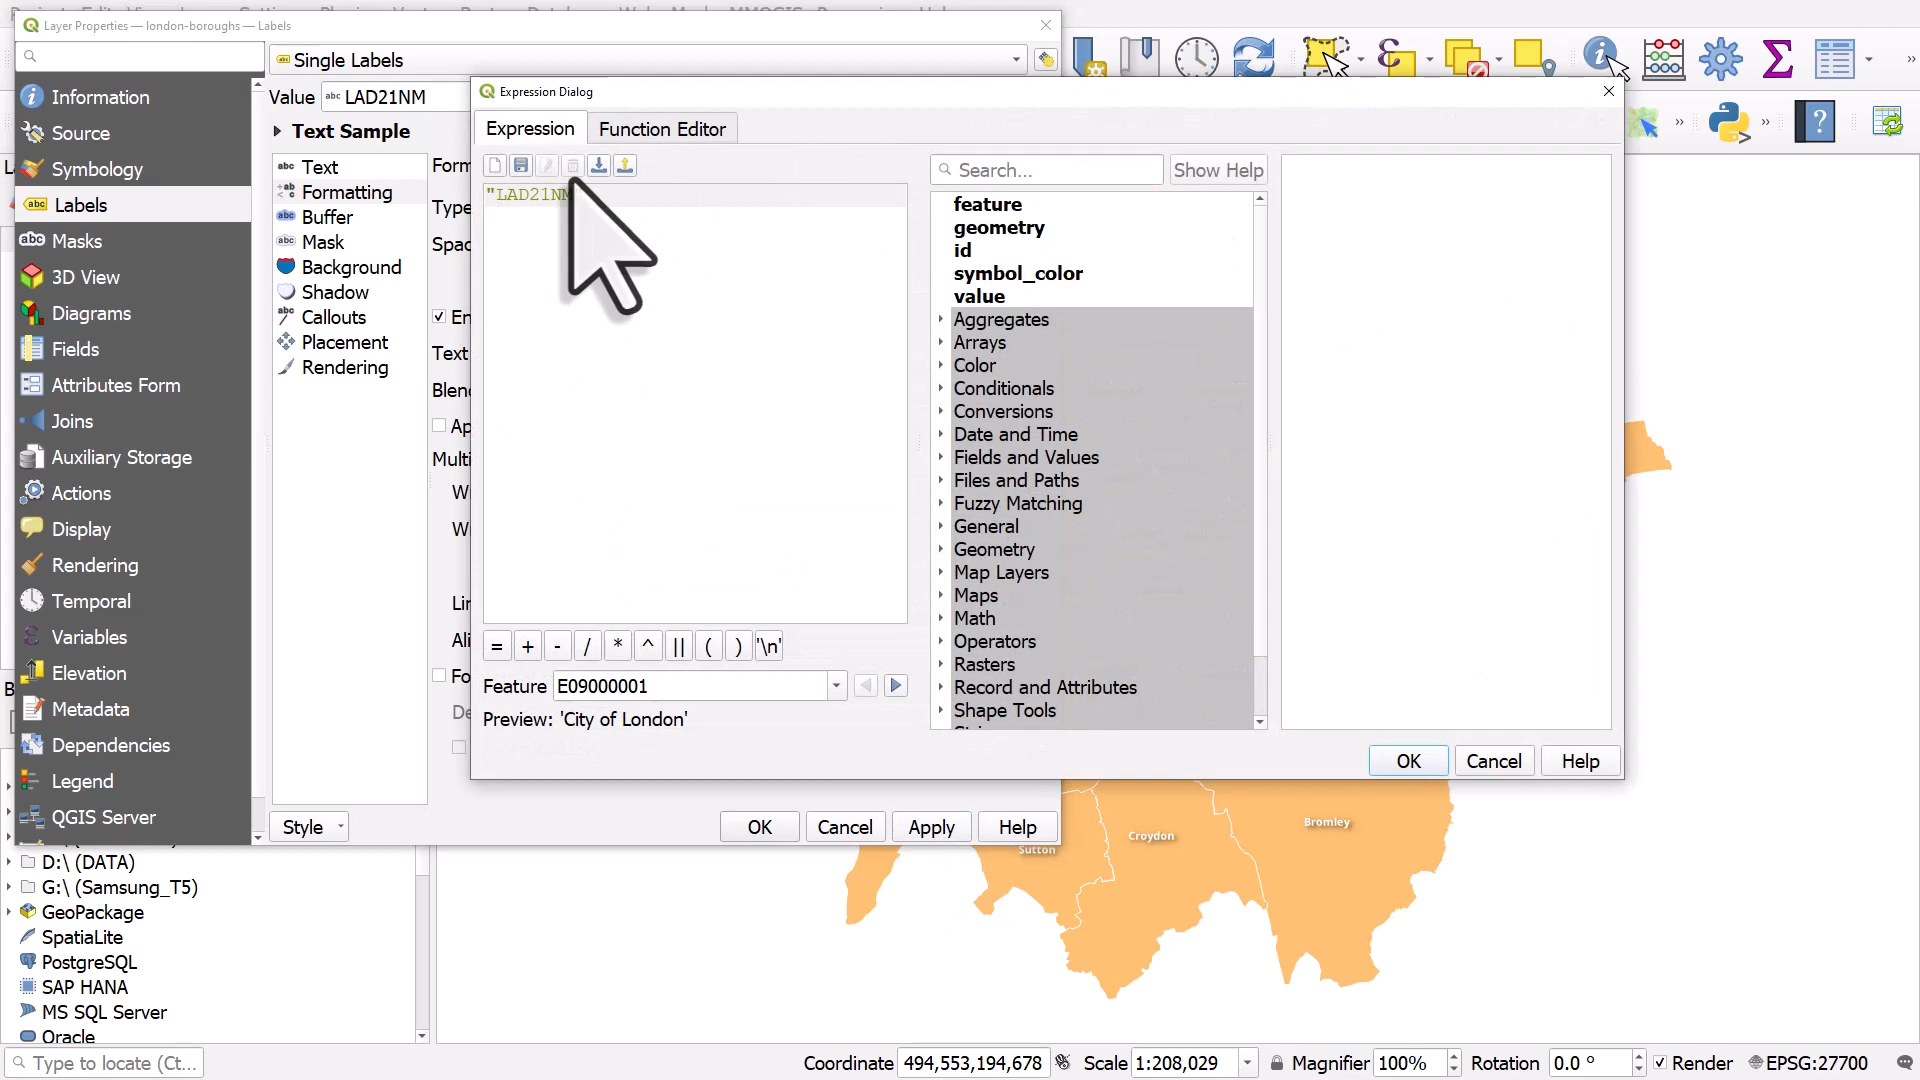 Layer Properties — london-boroughs — Labels
Single Labels
Value abc LAD21NM
Text Sample
Information
Source
Symbology
Labels
Masks
3D View
Diagrams
Fields
Attributes Form
Joins
Auxiliary Storage
Actions
Display
Rendering
Temporal
Variables
Elevation
Metadata
Dependencies
Legend
QGIS Server
Text
Formatting
Buffer
Mask
Background
Shadow
Callouts
Placement
Rendering
Style
OK
Cancel
Apply
Help
Expression Dialog
Expression
Function Editor
"LAD21NM
= + - / * ^ || ( ) '\n'
Feature E09000001
Preview: 'City of London'
Search...
Show Help
feature
geometry
id
symbol_color
value
Aggregates
Arrays
Color
Conditionals
Conversions
Date and Time
Fields and Values
Files and Paths
Fuzzy Matching
General
Geometry
Map Layers
Maps
Math
Operators
Rasters
Record and Attributes
Shape Tools
OK
Cancel
Help
Sutton
Croydon
Bromley
D:\ (DATA)
G:\ (Samsung_T5)
GeoPackage
SpatiaLite
PostgreSQL
SAP HANA
MS SQL Server
Oracle
Type to locate (Ct...
Coordinate 494,553,194,678
Scale 1:208,029
Magnifier 100%
Rotation 0.0 °
Render
EPSG:27700